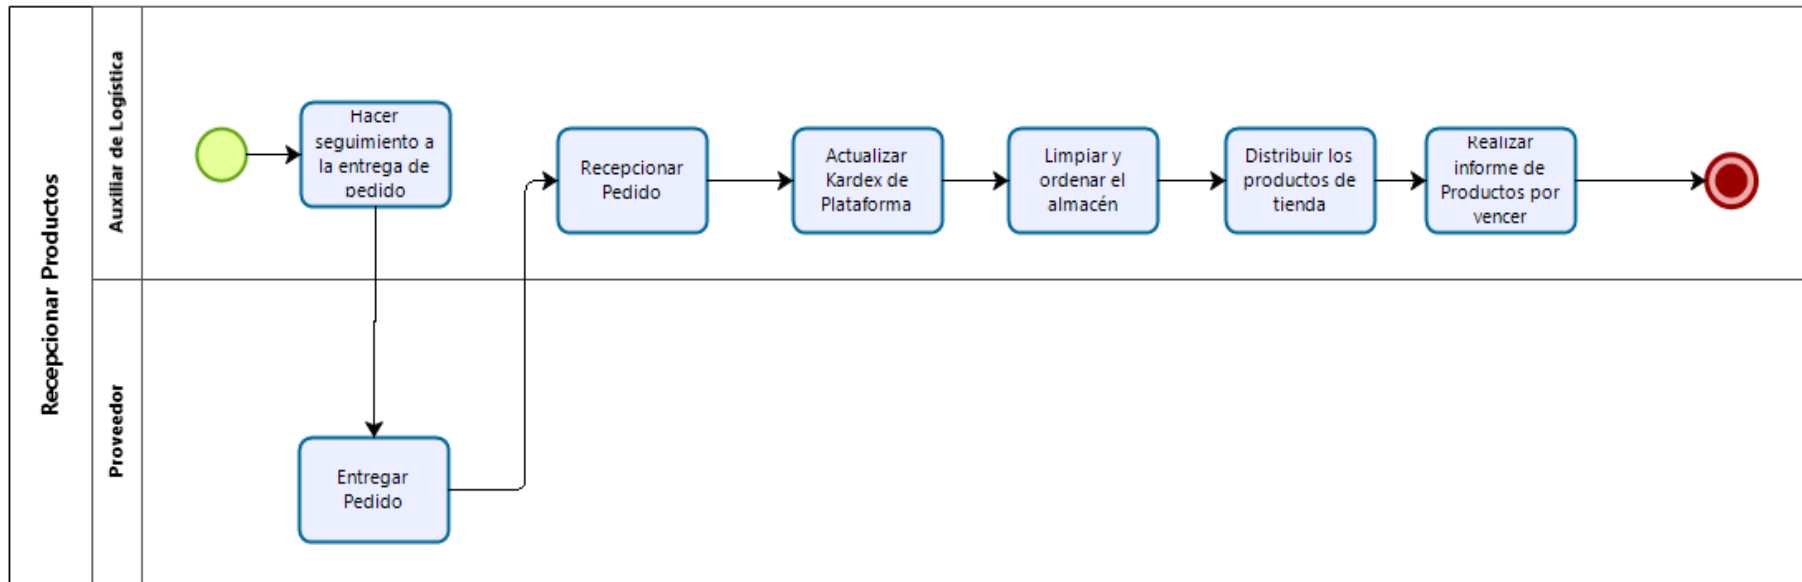 Recepcionar Productos
Auxiliar de Logística
Hacer
seguimiento a
la entrega de
pedido
Recepcionar
Pedido
Actualizar
Kardex de
Plataforma
Limpiar y
ordenar el
almacén
Distribuir los
productos de
tienda
Realizar
informe de
Productos por
vencer
Proveedor
Entregar
Pedido